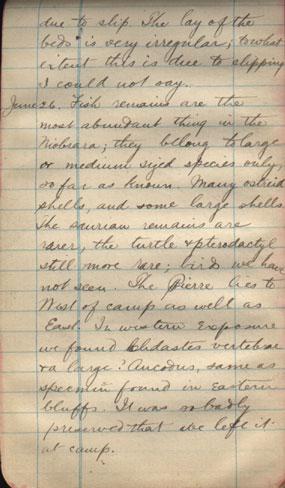 due to slip. The lay of the
beds is very irregular; to what
extent this is due to slipping
I could not say.
June 26. Fish remains are the
most abundant thing in the
Niobrara; they belong to large
or medium sized species only,
so far as known. Many ostreid
shells, and some large shells.
The saurian remains are
rarer, the turtle & pterodactyl
still more rare; bird we have
not seen. The Pierre lies to
West of camp as well as
East. In western exposure
we found Clidastes vertebrae
& a large? Ancodus, same as
specimen found in Eastern
bluffs. It was so badly
preserved that we left it
at camp.